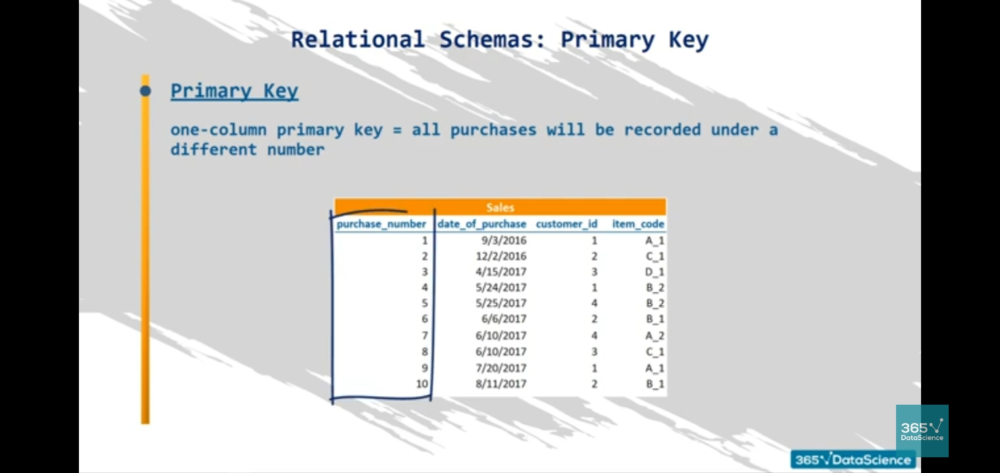 Relational Schemas: Primary Key
Primary Key
one-column primary key = all purchases will be recorded under a
different number
Sales
purchase_number date_of_purchase customer_id item_code
1 9/3/2016 1 A_1
2 12/2/2016 2 C_1
3 4/15/2017 3 D_1
4 5/24/2017 1 B_2
5 5/25/2017 4 B_2
6 6/6/2017 2 B_1
7 6/10/2017 4 A_2
8 6/10/2017 3 C_1
9 7/20/2017 1 A_1
10 8/11/2017 2 B_1
365
DataScience
365 DataScience